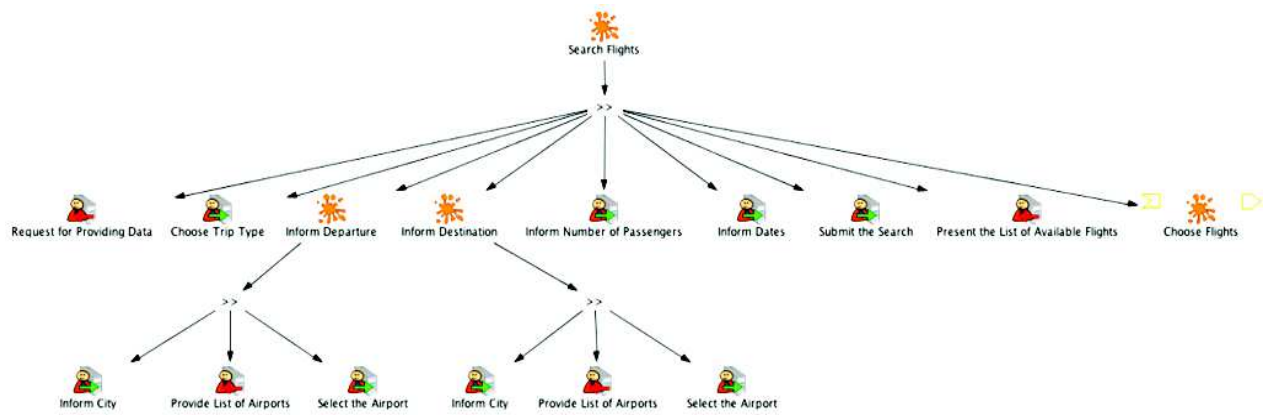 Search Flights
>>
Request for Providing Data Choose Trip Type Inform Departure Inform Destination Inform Number of Passengers Inform Dates Submit the Search Present the List of Available Flights Choose Flights
>> >>
Inform City Provide List of Airports Select the Airport Inform City Provide List of Airports Select the Airport